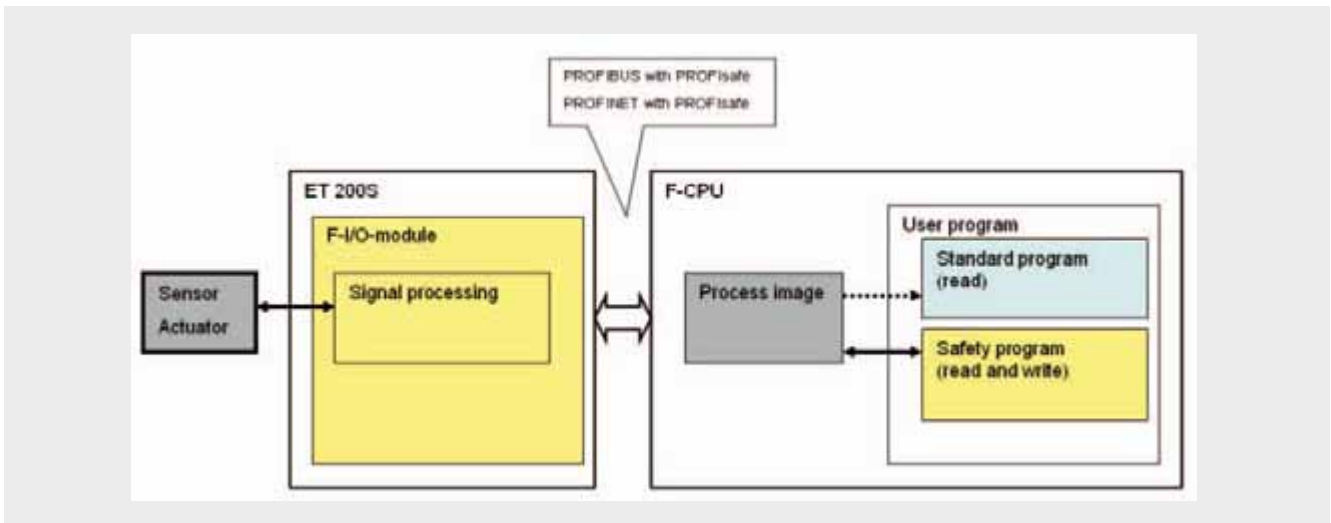 PROFIBUS with PROFIsafe
PROFINET with PROFIsafe
ET 200S
F-I/O-module
Signal processing
Sensor
Actuator
F-CPU
Process image
User program
Standard program
(read)
Safety program
(read and write)